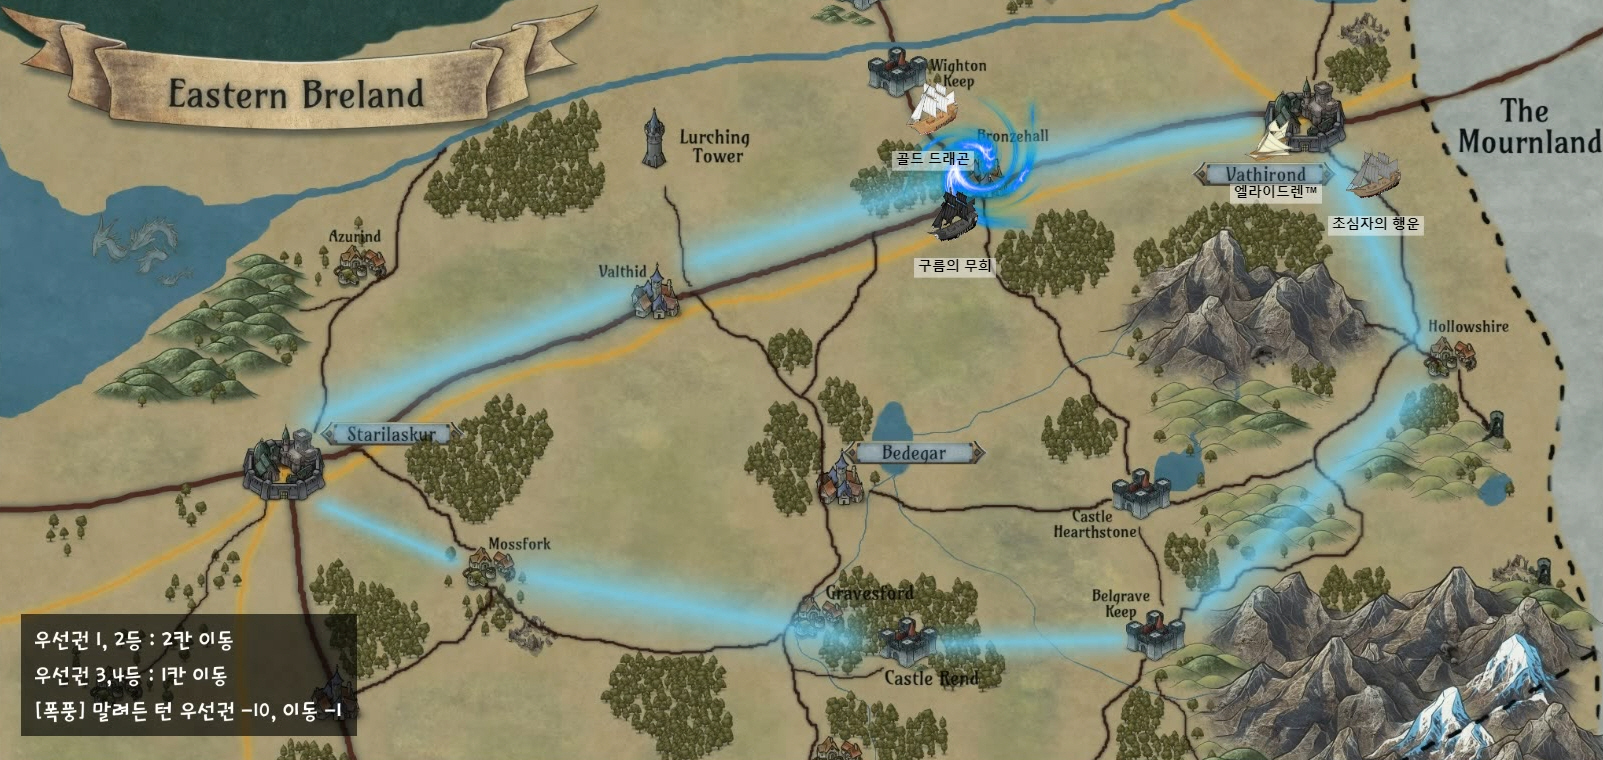 Eastern Breland
Wighton
Keep
The
Mournland
Lurching
Tower
Bronzehall
골드 드래곤
Vathirond
엘라이드렌™
초심자의 행운
Azurind
Valthid
구름의 무희
Hollowshire
Starilaskur
Bedegar
Castle
Hearthstone
Mossfork
Gravesford
Belgrave
Keep
Castle Rend
우선권 1, 2등 : 2칸 이동
우선권 3,4등 : 1칸 이동
[폭풍] 말려든 턴 우선권 -10, 이동 -1